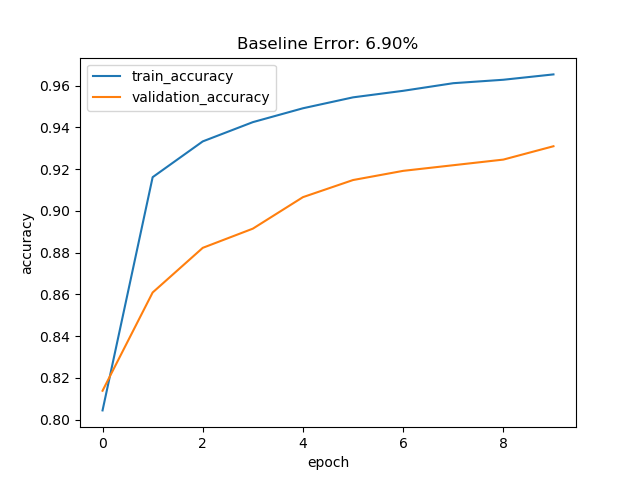 Baseline Error: 6.90%
train_accuracy
validation_accuracy
0.96
0.94
0.92
0.90
0.88
0.86
0.84
0.82
0.80
accuracy
0 2 4 6 8
epoch